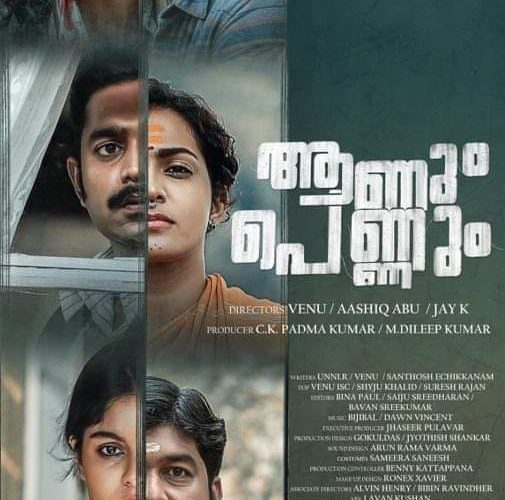 ആണും
പെണ്ണും
DIRECTORS VENU / AASHIQ ABU / JAY K
PRODUCER C.K. PADMA KUMAR / M.DILEEP KUMAR
WRITERS UNNI.R / VENU / SANTHOSH ECHIKKANAM
DOP VENU ISC / SHYJU KHALID / SURESH RAJAN
EDITORS BINA PAUL / SAIJU SREEDHARAN /
BAVAN SREEKUMAR
MUSIC BIJIBAL / DAWN VINCENT
EXECUTIVE PRODUCER JHASEER PULAVAR
PRODUCTION DESIGN GOKULDAS / JYOTHISH SHANKAR
SOUND DESIGN ARUN RAMA VARMA
COSTUMES SAMEERA SANEESH
PRODUCTION CONTROLLER BENNY KATTAPPANA
MAKE UP DESIGN RONEX XAVIER
ASSOCIATE DIRECTORS ALVIN HENRY / BIBIN RAVINDHER
LAVAN KUSHAN